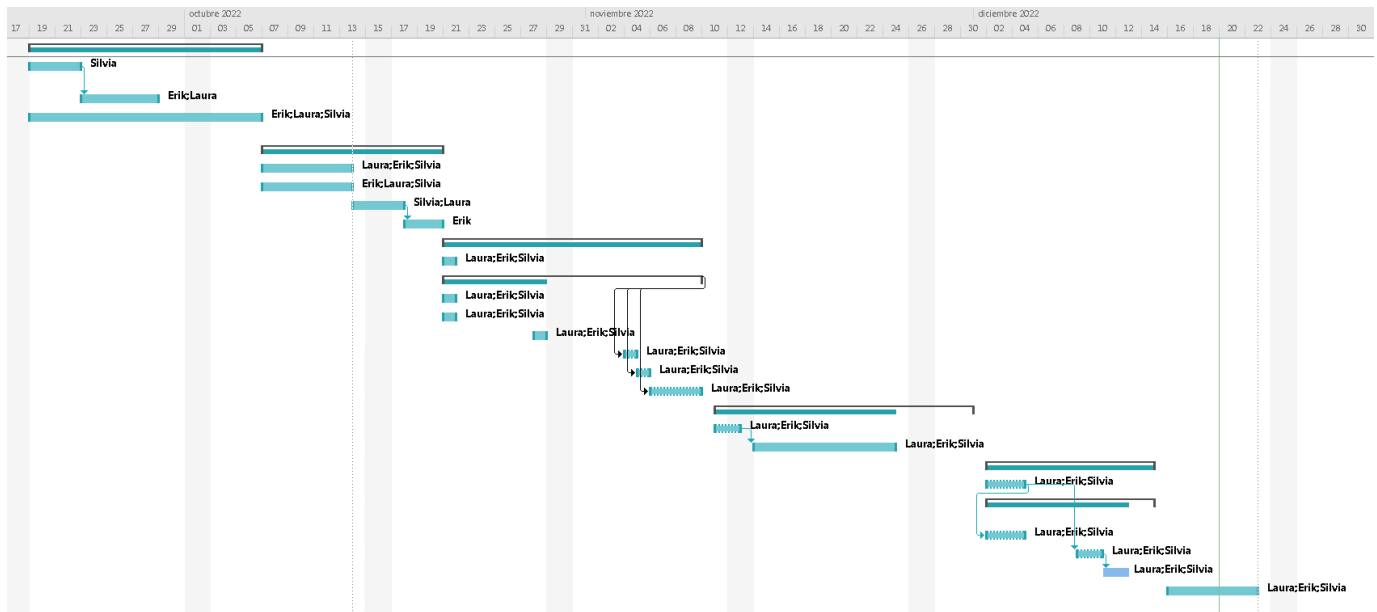 octubre 2022 noviembre 2022 diciembre 2022
17 19 21 23 25 27 29 01 03 05 07 09 11 13 15 17 19 21 23 25 27 29 31 02 04 06 08 10 12 14 16 18 20 22 24 26 28 30 02 04 06 08 10 12 14 16 18 20 22 24 26 28 30
Silvia
Erik;Laura
Erik;Laura;Silvia
Laura;Erik;Silvia
Erik;Laura;Silvia
Silvia;Laura
Erik
Laura;Erik;Silvia
Laura;Erik;Silvia
Laura;Erik;Silvia
Laura;Erik;Silvia
Laura;Erik;Silvia
Laura;Erik;Silvia
Laura;Erik;Silvia
Laura;Erik;Silvia
Laura;Erik;Silvia
Laura;Erik;Silvia
Laura;Erik;Silvia
Laura;Erik;Silvia
Laura;Erik;Silvia
Laura;Erik;Silvia